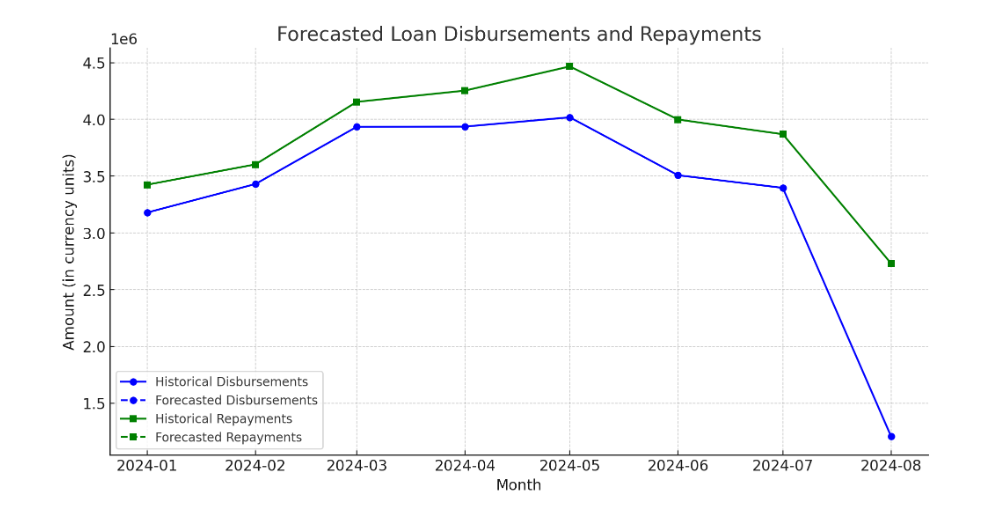 Forecasted Loan Disbursements and Repayments
1e6
4.5
4.0
3.5
3.0
2.5
2.0
1.5
Amount (in currency units)
Historical Disbursements
Forecasted Disbursements
Historical Repayments
Forecasted Repayments
2024-01 2024-02 2024-03 2024-04 2024-05 2024-06 2024-07 2024-08
Month